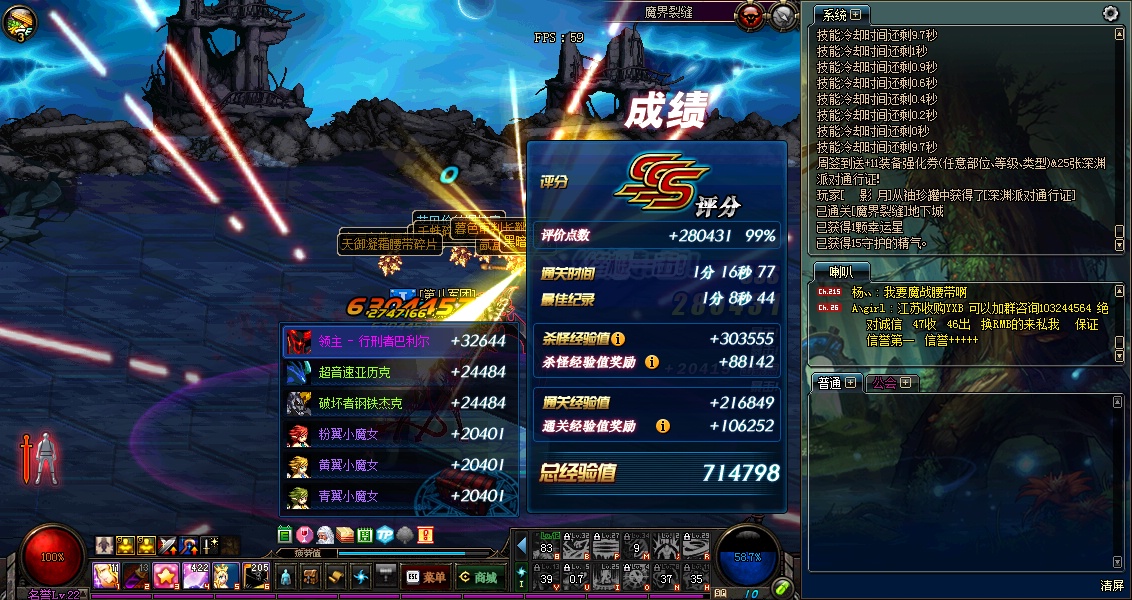 魔界裂缝
FPS : 59
成绩
评分
SSS
评分
评价点数 +280431 99%
通关时间 1分 16秒 77
最佳纪录 1分 8秒 44
杀怪经验值 +303555
杀怪经验值奖励 +88142
通关经验值 +216849
通关经验值奖励 +106252
总经验值 714798
天御凝霜腰带碎片
领主 - 行刑者巴利尔 +32644
超音速亚历克 +24484
破坏者钢铁杰克 +24484
粉翼小魔女 +20401
黄翼小魔女 +20401
青翼小魔女 +20401
100%
名誉Lv 22
疲劳值
ESC 菜单
商城
58.7%
系统
技能冷却时间还剩9.7秒
技能冷却时间还剩1秒
技能冷却时间还剩0.9秒
技能冷却时间还剩0.6秒
技能冷却时间还剩0.4秒
技能冷却时间还剩0.2秒
技能冷却时间还剩0秒
技能冷却时间还剩9.7秒
周签到送+11装备强化券(任意部位、等级、类型)&25张深渊
派对通行证!
玩家[ 影 月]从袖珍罐中获得了[深渊派对通行证]
已通关[魔界裂缝]地下城
已获得1颗幸运星
已获得15守护的精气。
喇叭
Ch.215 杨ヽ: 我要魔战腰带啊
Ch. 26 A\girl : 江苏收购YXB 可以加群咨询103244564 绝
对诚信 47收 46出 换RMB的来私我 保证
信誉第一 信誉+++++
普通
公会
清屏